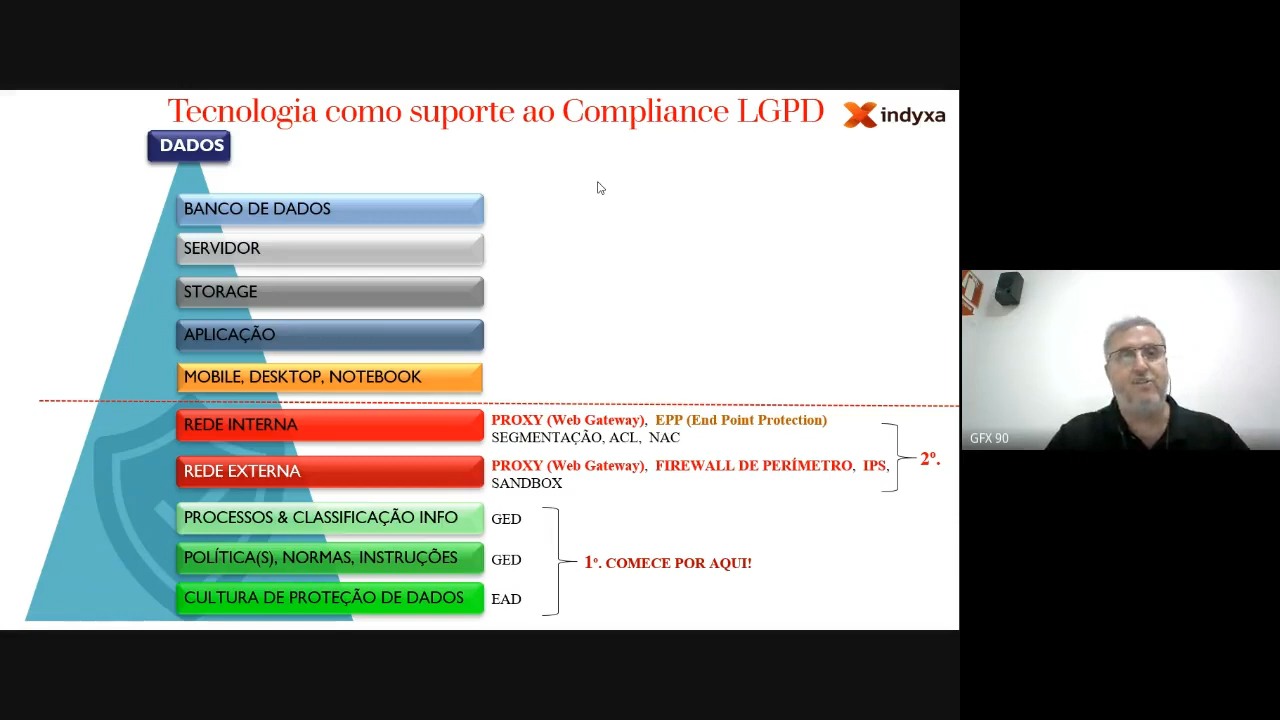 Tecnologia como suporte ao Compliance LGPD
indyxa
DADOS
BANCO DE DADOS
SERVIDOR
STORAGE
APLICAÇÃO
MOBILE, DESKTOP, NOTEBOOK
REDE INTERNA
PROXY (Web Gateway), EPP (End Point Protection)
SEGMENTAÇÃO, ACL, NAC
REDE EXTERNA
PROXY (Web Gateway), FIREWALL DE PERÍMETRO, IPS,
SANDBOX
2º.
PROCESSOS & CLASSIFICAÇÃO INFO
GED
POLÍTICA(S), NORMAS, INSTRUÇÕES
GED
1º. COMECE POR AQUI!
CULTURA DE PROTEÇÃO DE DADOS
EAD
GFX 90